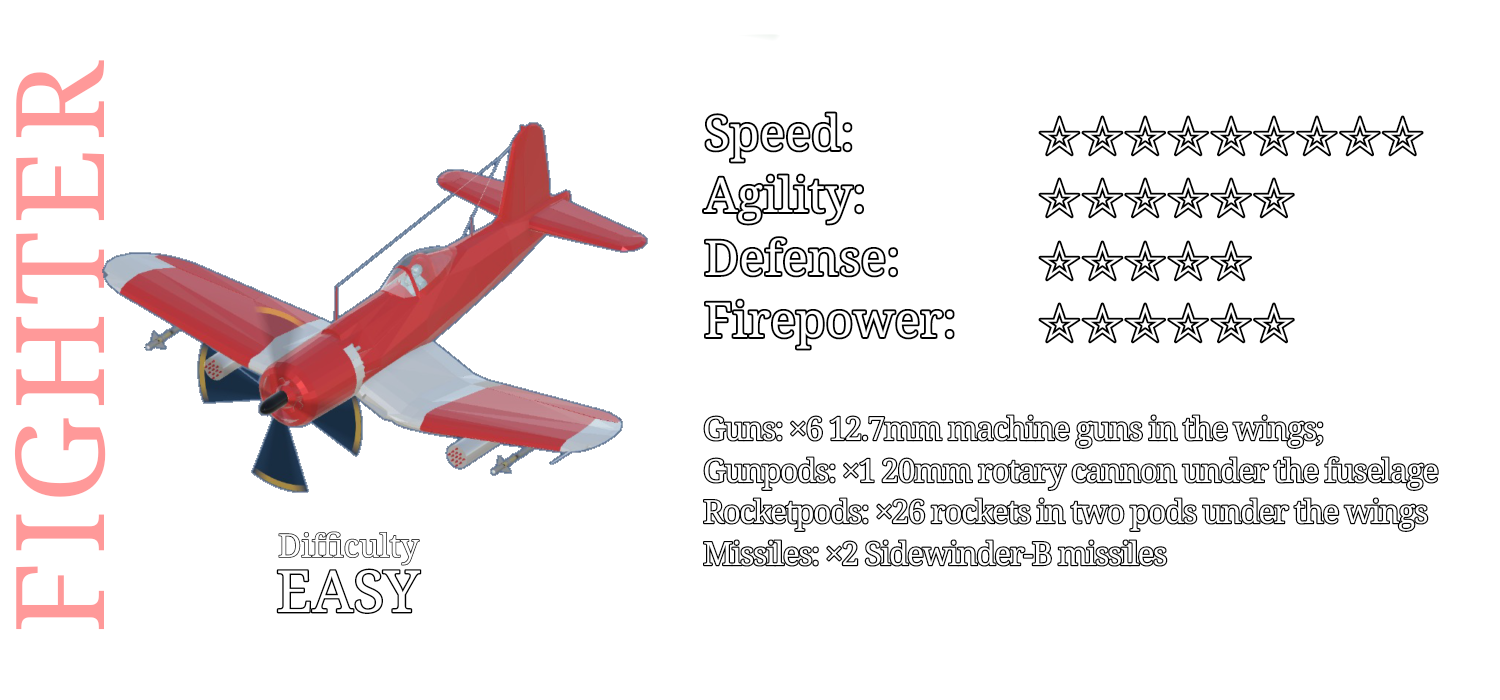 FIGHTER
Speed: ☆☆☆☆☆☆☆☆☆
Agility: ☆☆☆☆☆☆
Defense: ☆☆☆☆☆
Firepower: ☆☆☆☆☆☆
Guns: ×6 12.7mm machine guns in the wings;
Gunpods: ×1 20mm rotary cannon under the fuselage
Rocketpods: ×26 rockets in two pods under the wings
Missiles: ×2 Sidewinder-B missiles
Difficulty
EASY